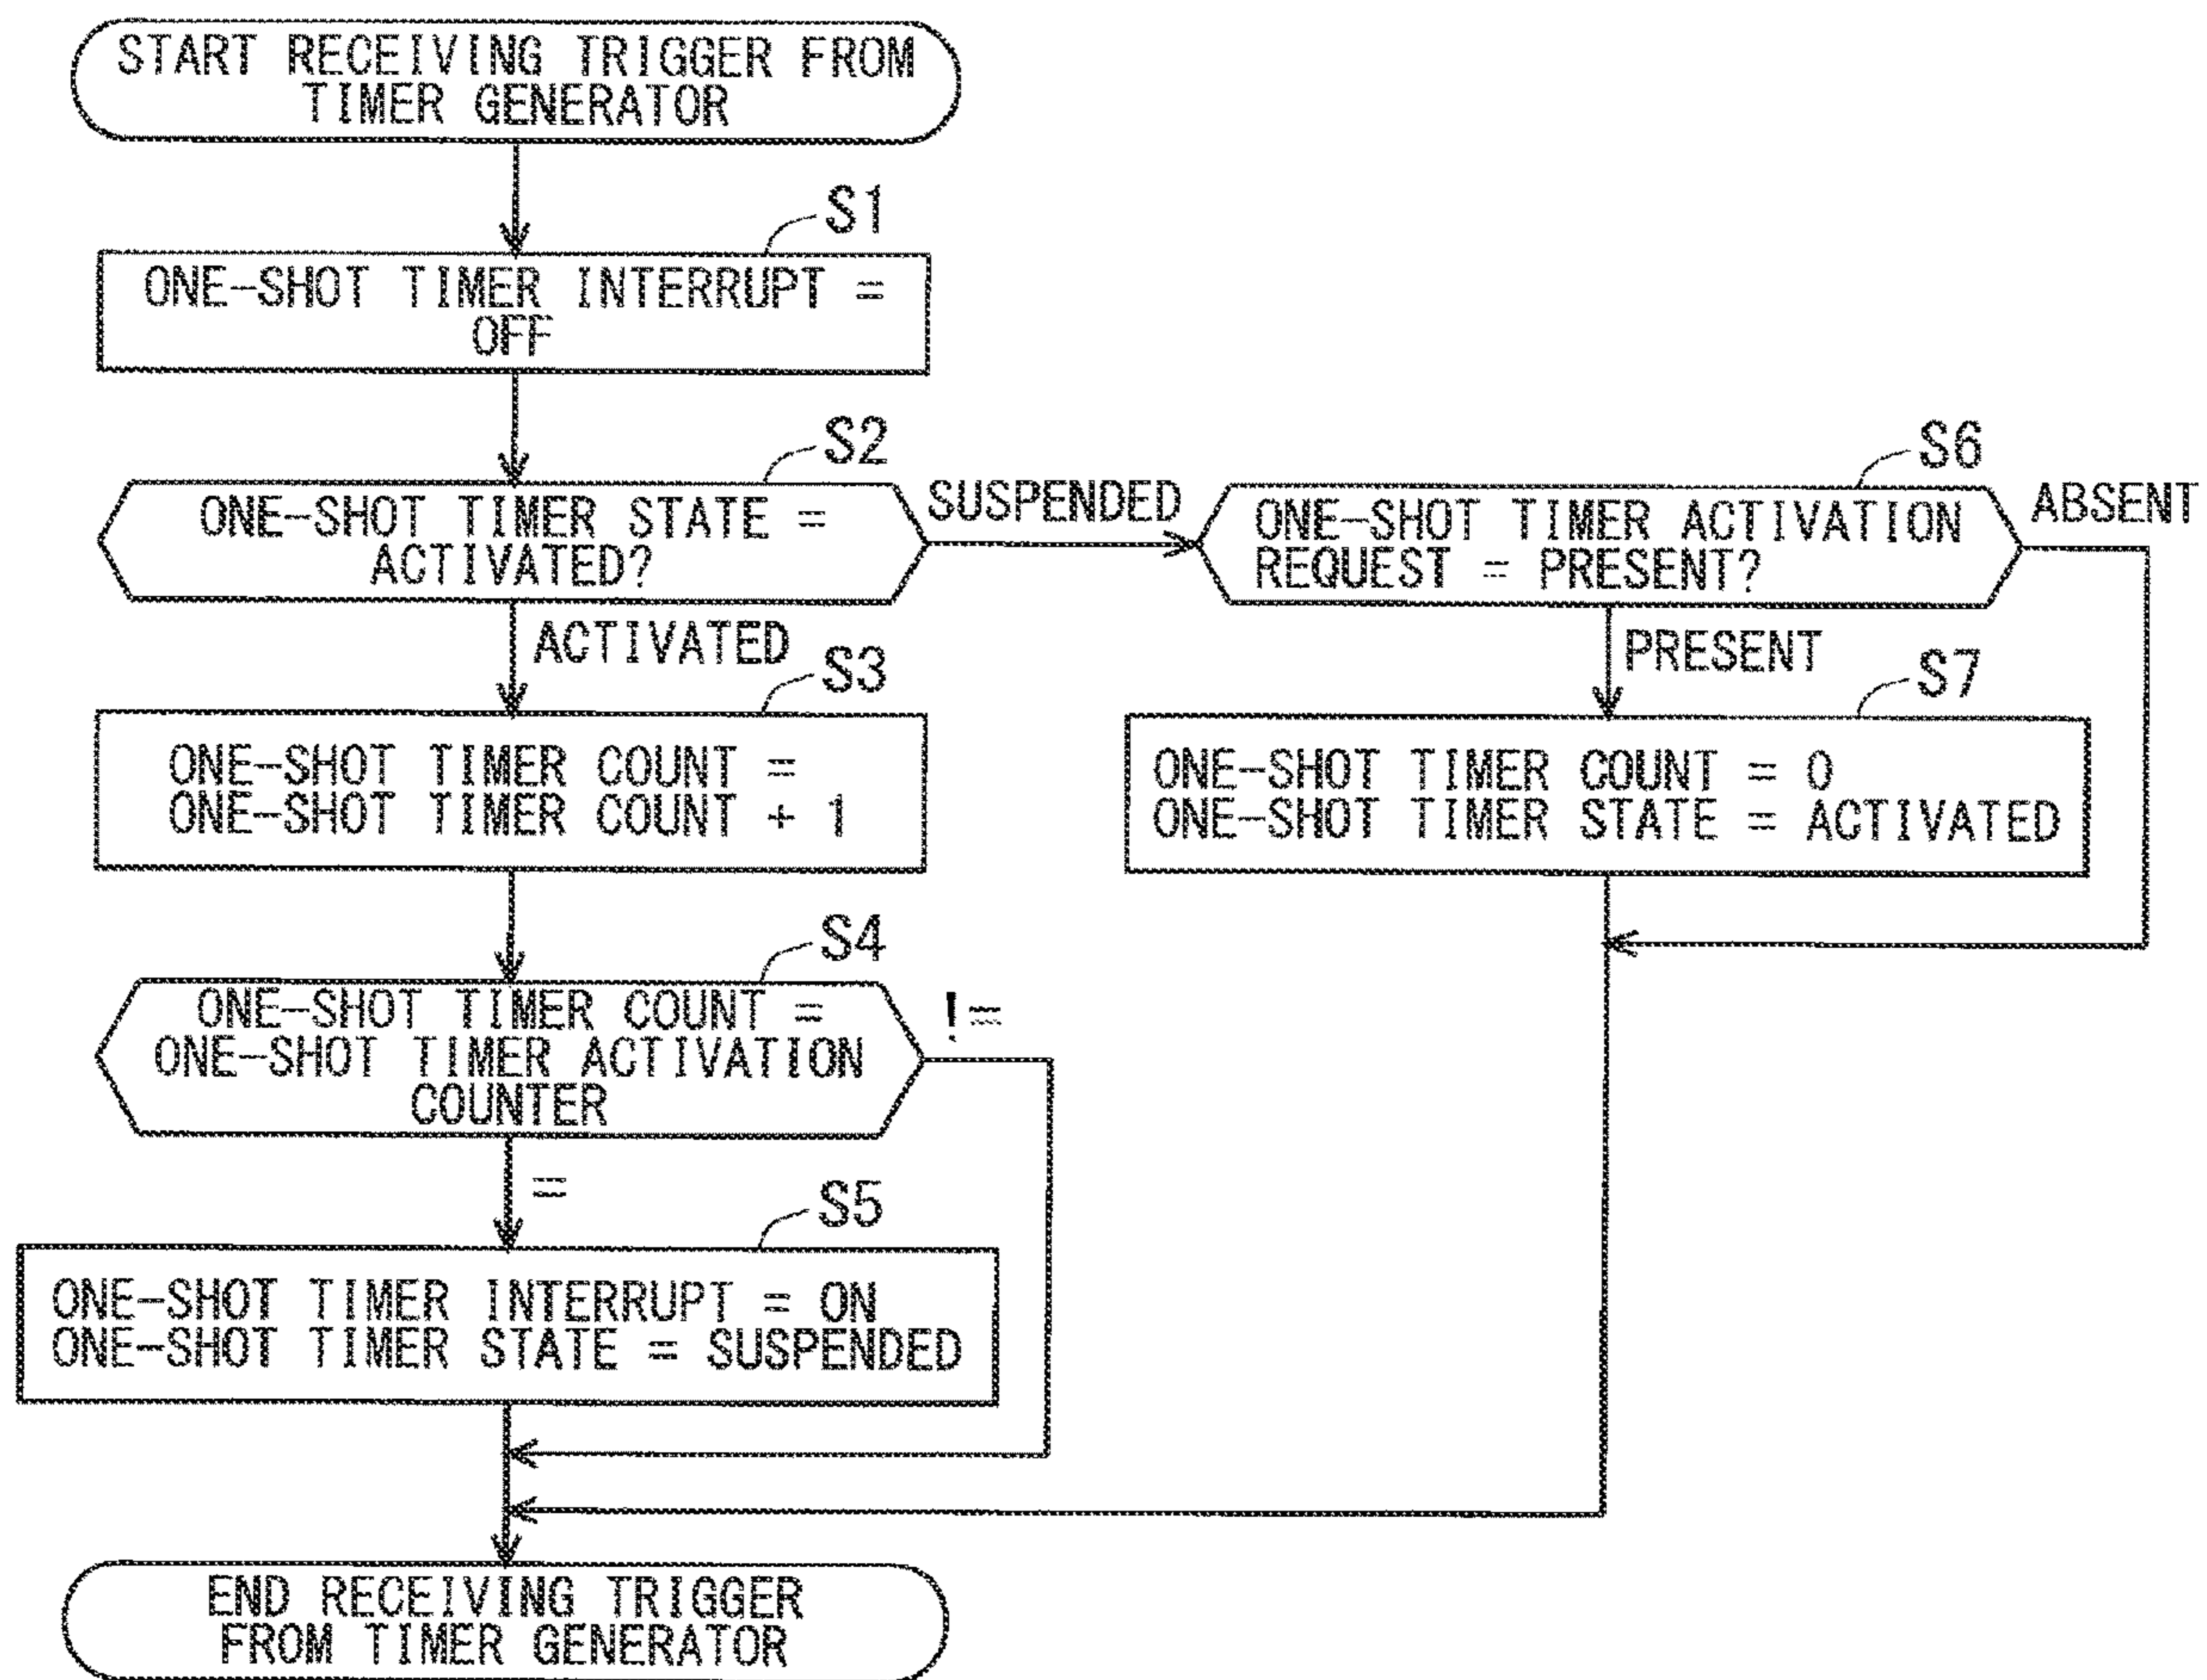 START RECEIVING TRIGGER FROM
TIMER GENERATOR
S1
ONE-SHOT TIMER INTERRUPT =
OFF
S2
ONE-SHOT TIMER STATE =
ACTIVATED?
SUSPENDED
S6
ONE-SHOT TIMER ACTIVATION
REQUEST = PRESENT?
ABSENT
ACTIVATED
PRESENT
S3
ONE-SHOT TIMER COUNT =
ONE-SHOT TIMER COUNT + 1
S7
ONE-SHOT TIMER COUNT = 0
ONE-SHOT TIMER STATE = ACTIVATED
S4
ONE-SHOT TIMER COUNT =
ONE-SHOT TIMER ACTIVATION
COUNTER
!=
=
S5
ONE-SHOT TIMER INTERRUPT = ON
ONE-SHOT TIMER STATE = SUSPENDED
END RECEIVING TRIGGER
FROM TIMER GENERATOR